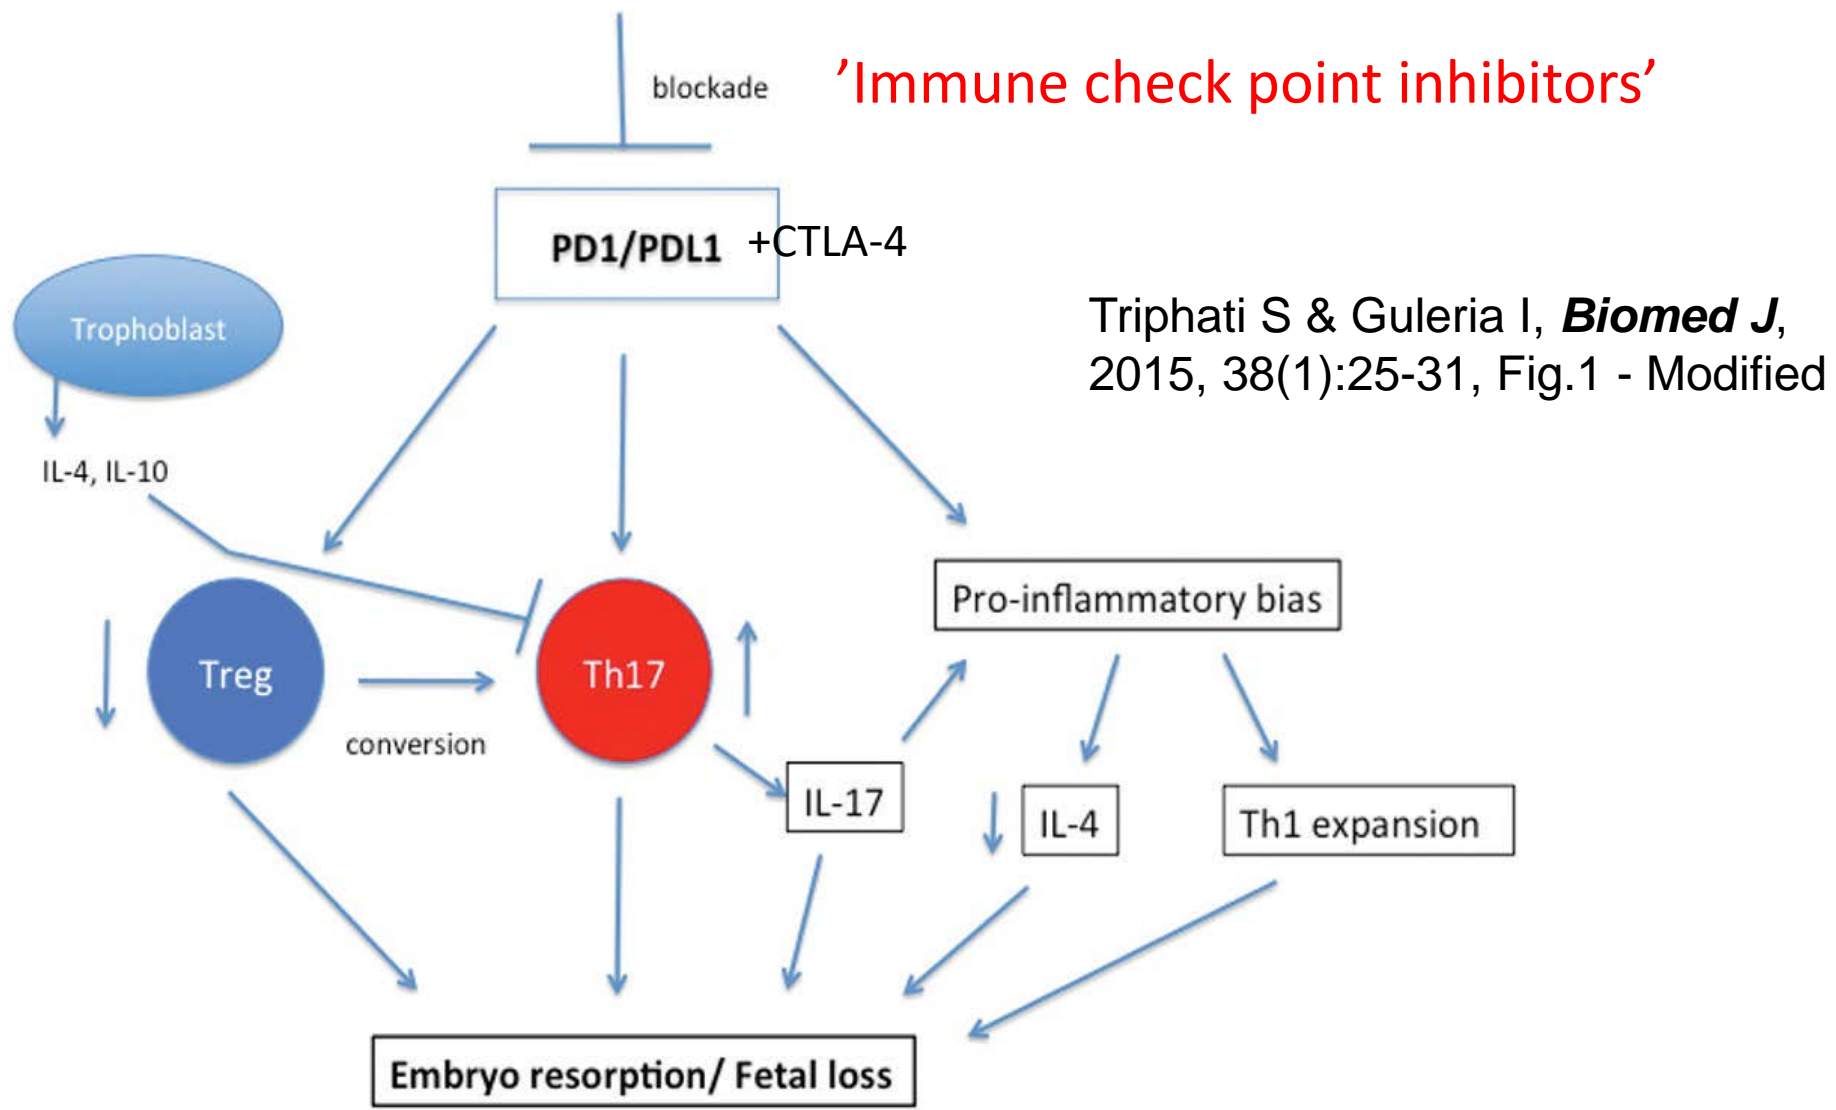 blockade
’Immune check point inhibitors’
PD1/PDL1
+CTLA-4
Trophoblast
Triphati S & Guleria I, Biomed J,
2015, 38(1):25-31, Fig.1 - Modified
IL-4, IL-10
Pro-inflammatory bias
Treg
Th17
conversion
IL-17
IL-4
Th1 expansion
Embryo resorption/ Fetal loss